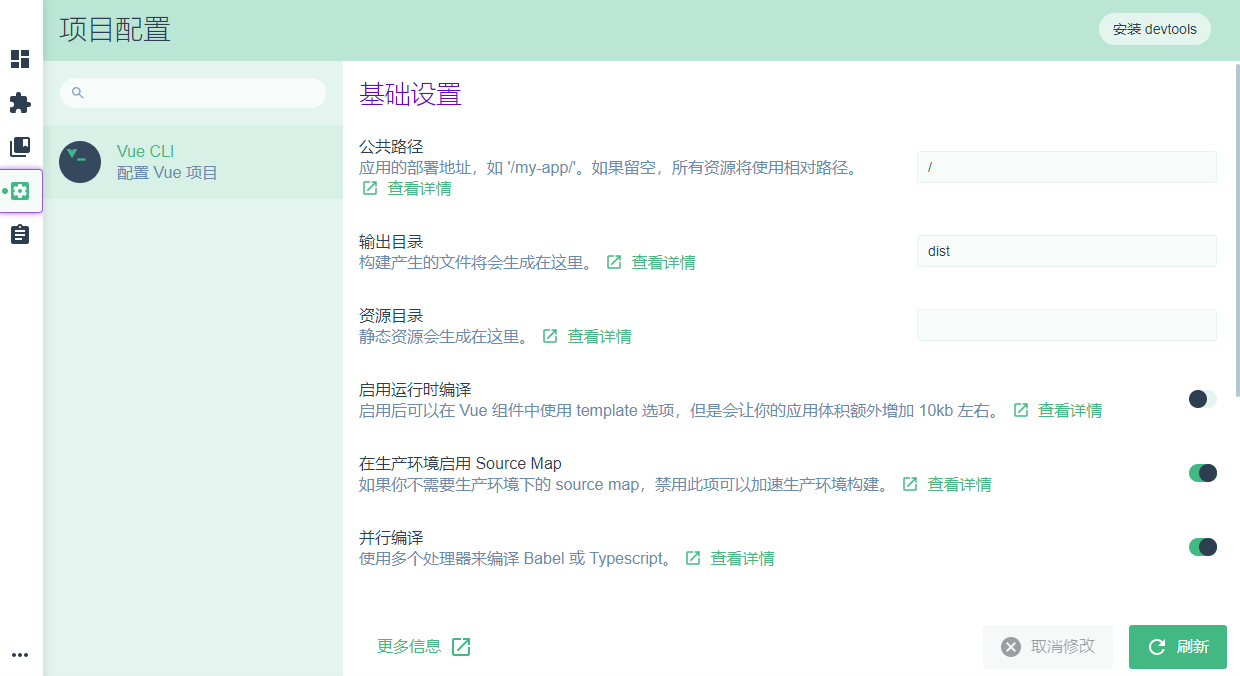 项目配置
安装 devtools
Vue CLI
配置 Vue 项目
基础设置
公共路径
应用的部署地址，如 '/my-app/'。如果留空，所有资源将使用相对路径。
查看详情
/
输出目录
构建产生的文件将会生成在这里。 查看详情
dist
资源目录
静态资源会生成在这里。 查看详情
启用运行时编译
启用后可以在 Vue 组件中使用 template 选项，但是会让你的应用体积额外增加 10kb 左右。 查看详情
在生产环境启用 Source Map
如果你不需要生产环境下的 source map，禁用此项可以加速生产环境构建。 查看详情
并行编译
使用多个处理器来编译 Babel 或 Typescript。 查看详情
更多信息
取消修改
刷新